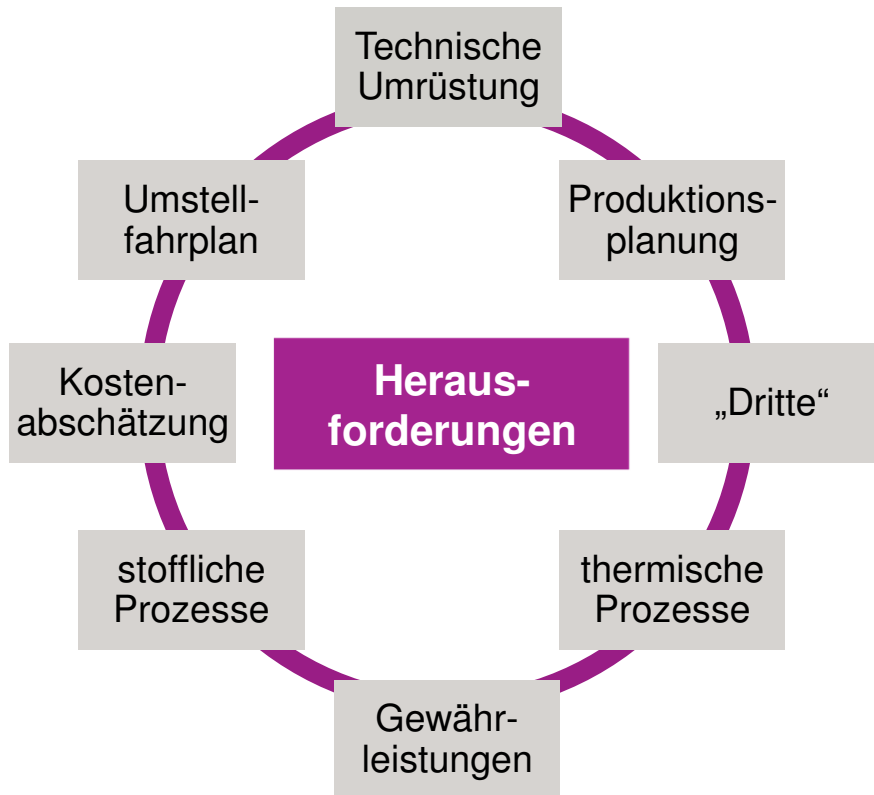 Technische
Umrüstung
Produktions-
planung
„Dritte“
thermische
Prozesse
Gewähr-
leistungen
stoffliche
Prozesse
Kosten-
abschätzung
Umstell-
fahrplan
Heraus-
forderungen